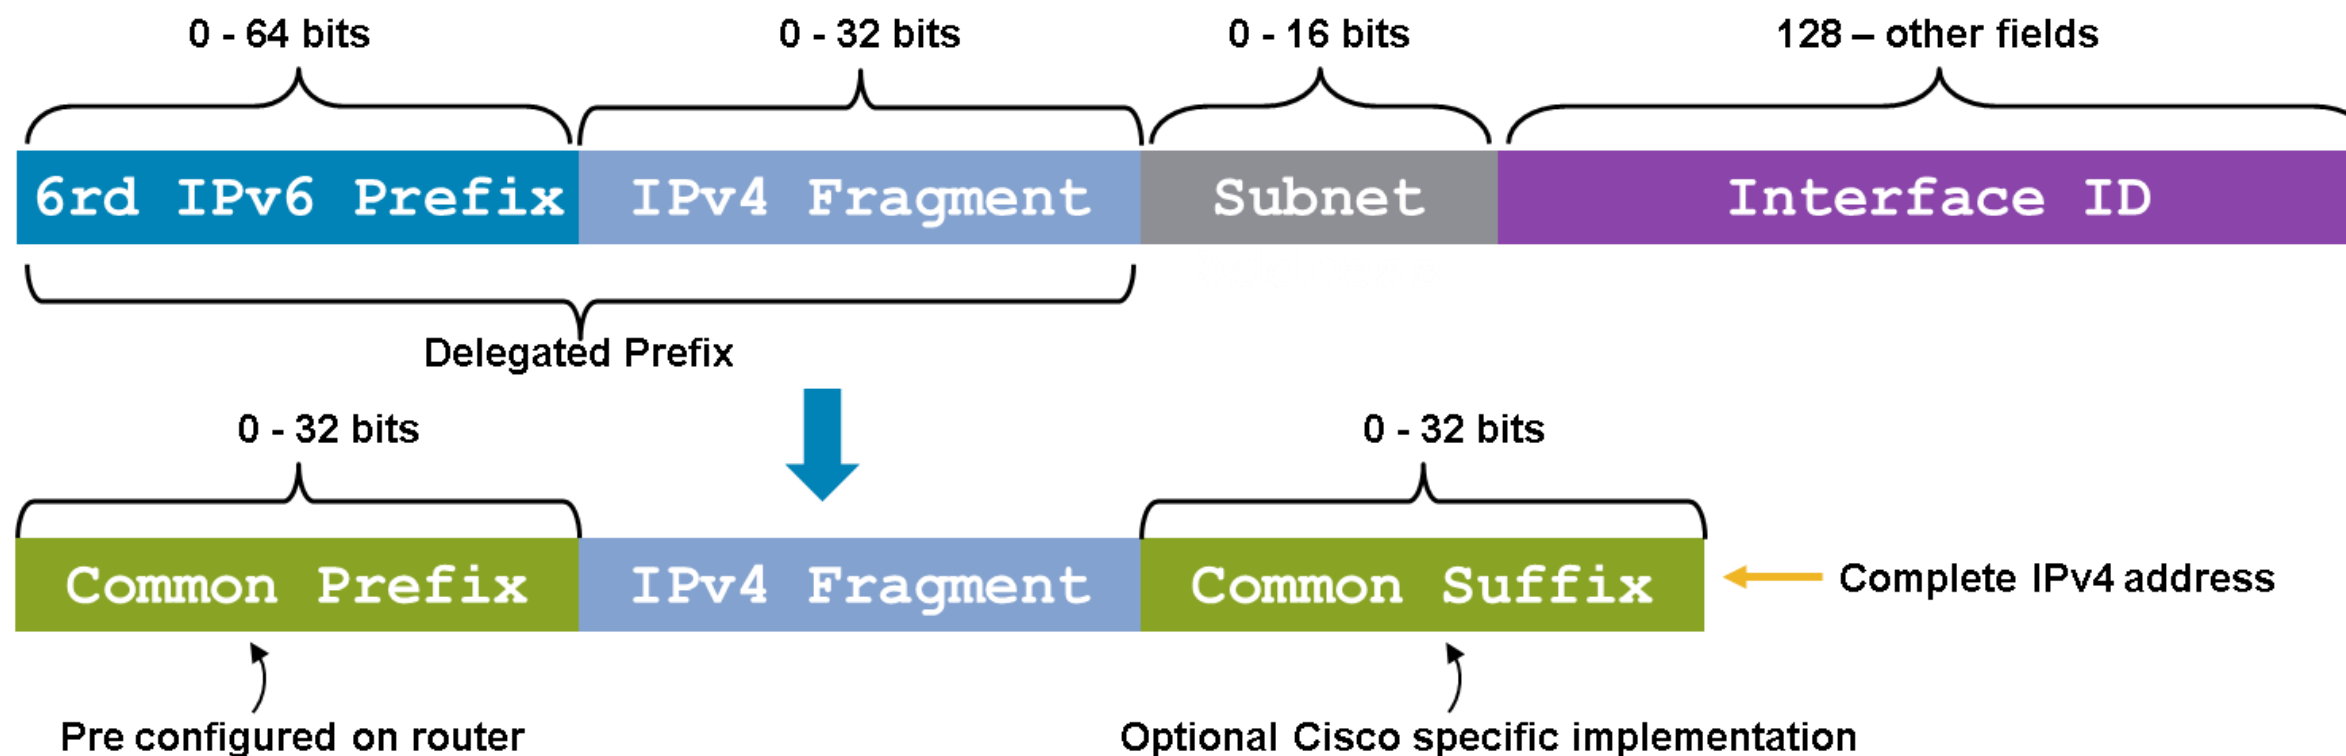 0 - 64 bits
0 - 32 bits
0 - 16 bits
128 – other fields
6rd IPv6 Prefix
IPv4 Fragment
Subnet
Interface ID
Delegated Prefix
0 - 32 bits
0 - 32 bits
Common Prefix
IPv4 Fragment
Common Suffix
Complete IPv4 address
Pre configured on router
Optional Cisco specific implementation